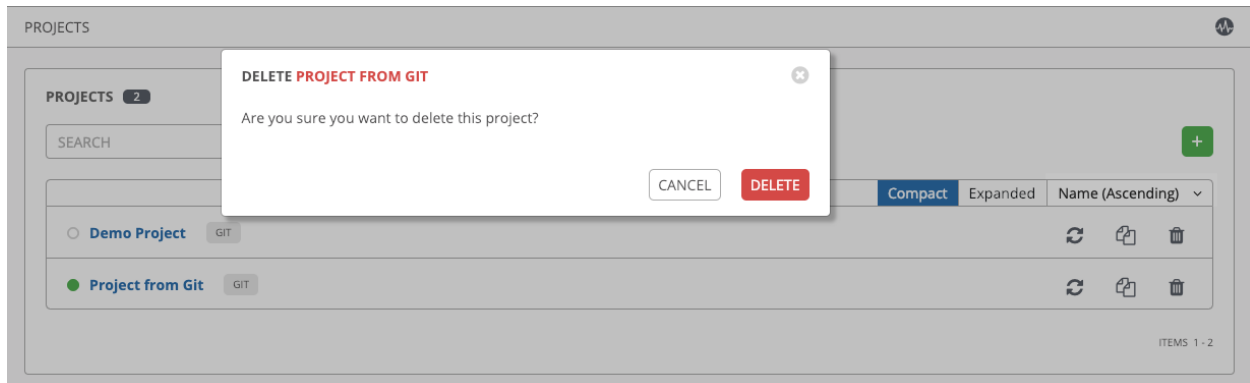 PROJECTS
DELETE PROJECT FROM GIT
Are you sure you want to delete this project?
CANCEL DELETE
PROJECTS 2
SEARCH
+
Compact Expanded Name (Ascending)
Demo Project GIT
Project from Git GIT
ITEMS 1 - 2